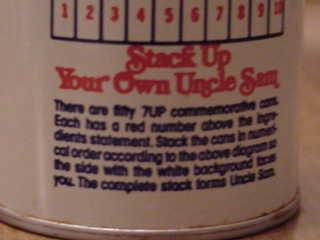 1 2 3 4 5 6 7 8 9 10
Stack Up
Your Own Uncle Sam
There are fifty 7UP commemorative cans.
Each has a red number above the ingre-
dients statement. Stack the cans in numeri-
cal order according to the above diagram so
the side with the white background faces
you. The complete stack forms Uncle Sam.